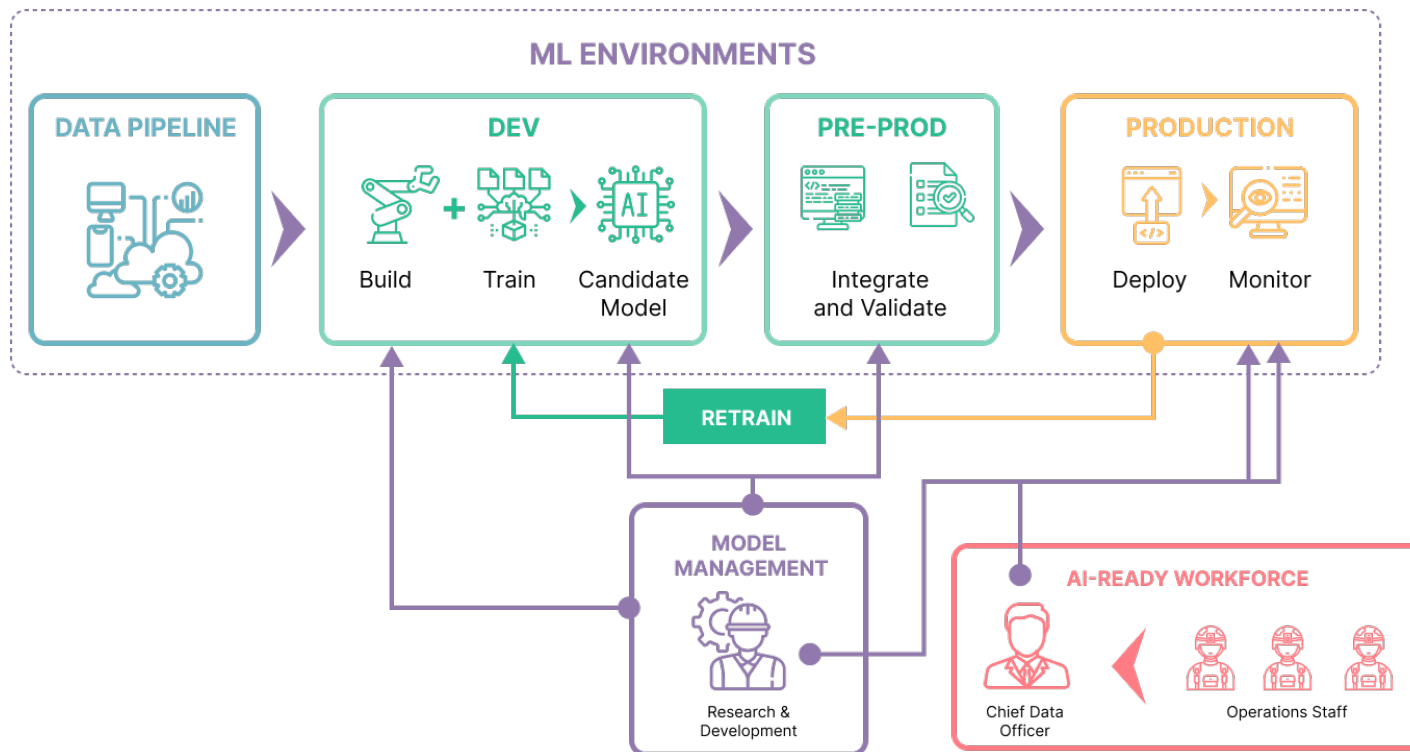 ML ENVIRONMENTS
DATA PIPELINE
DEV
Build
+
Train
AI
Candidate
Model
PRE-PROD
</>
Integrate
and Validate
PRODUCTION
</>
Deploy
Monitor
RETRAIN
MODEL
MANAGEMENT
Research &
Development
AI-READY WORKFORCE
Chief Data
Officer
Operations Staff